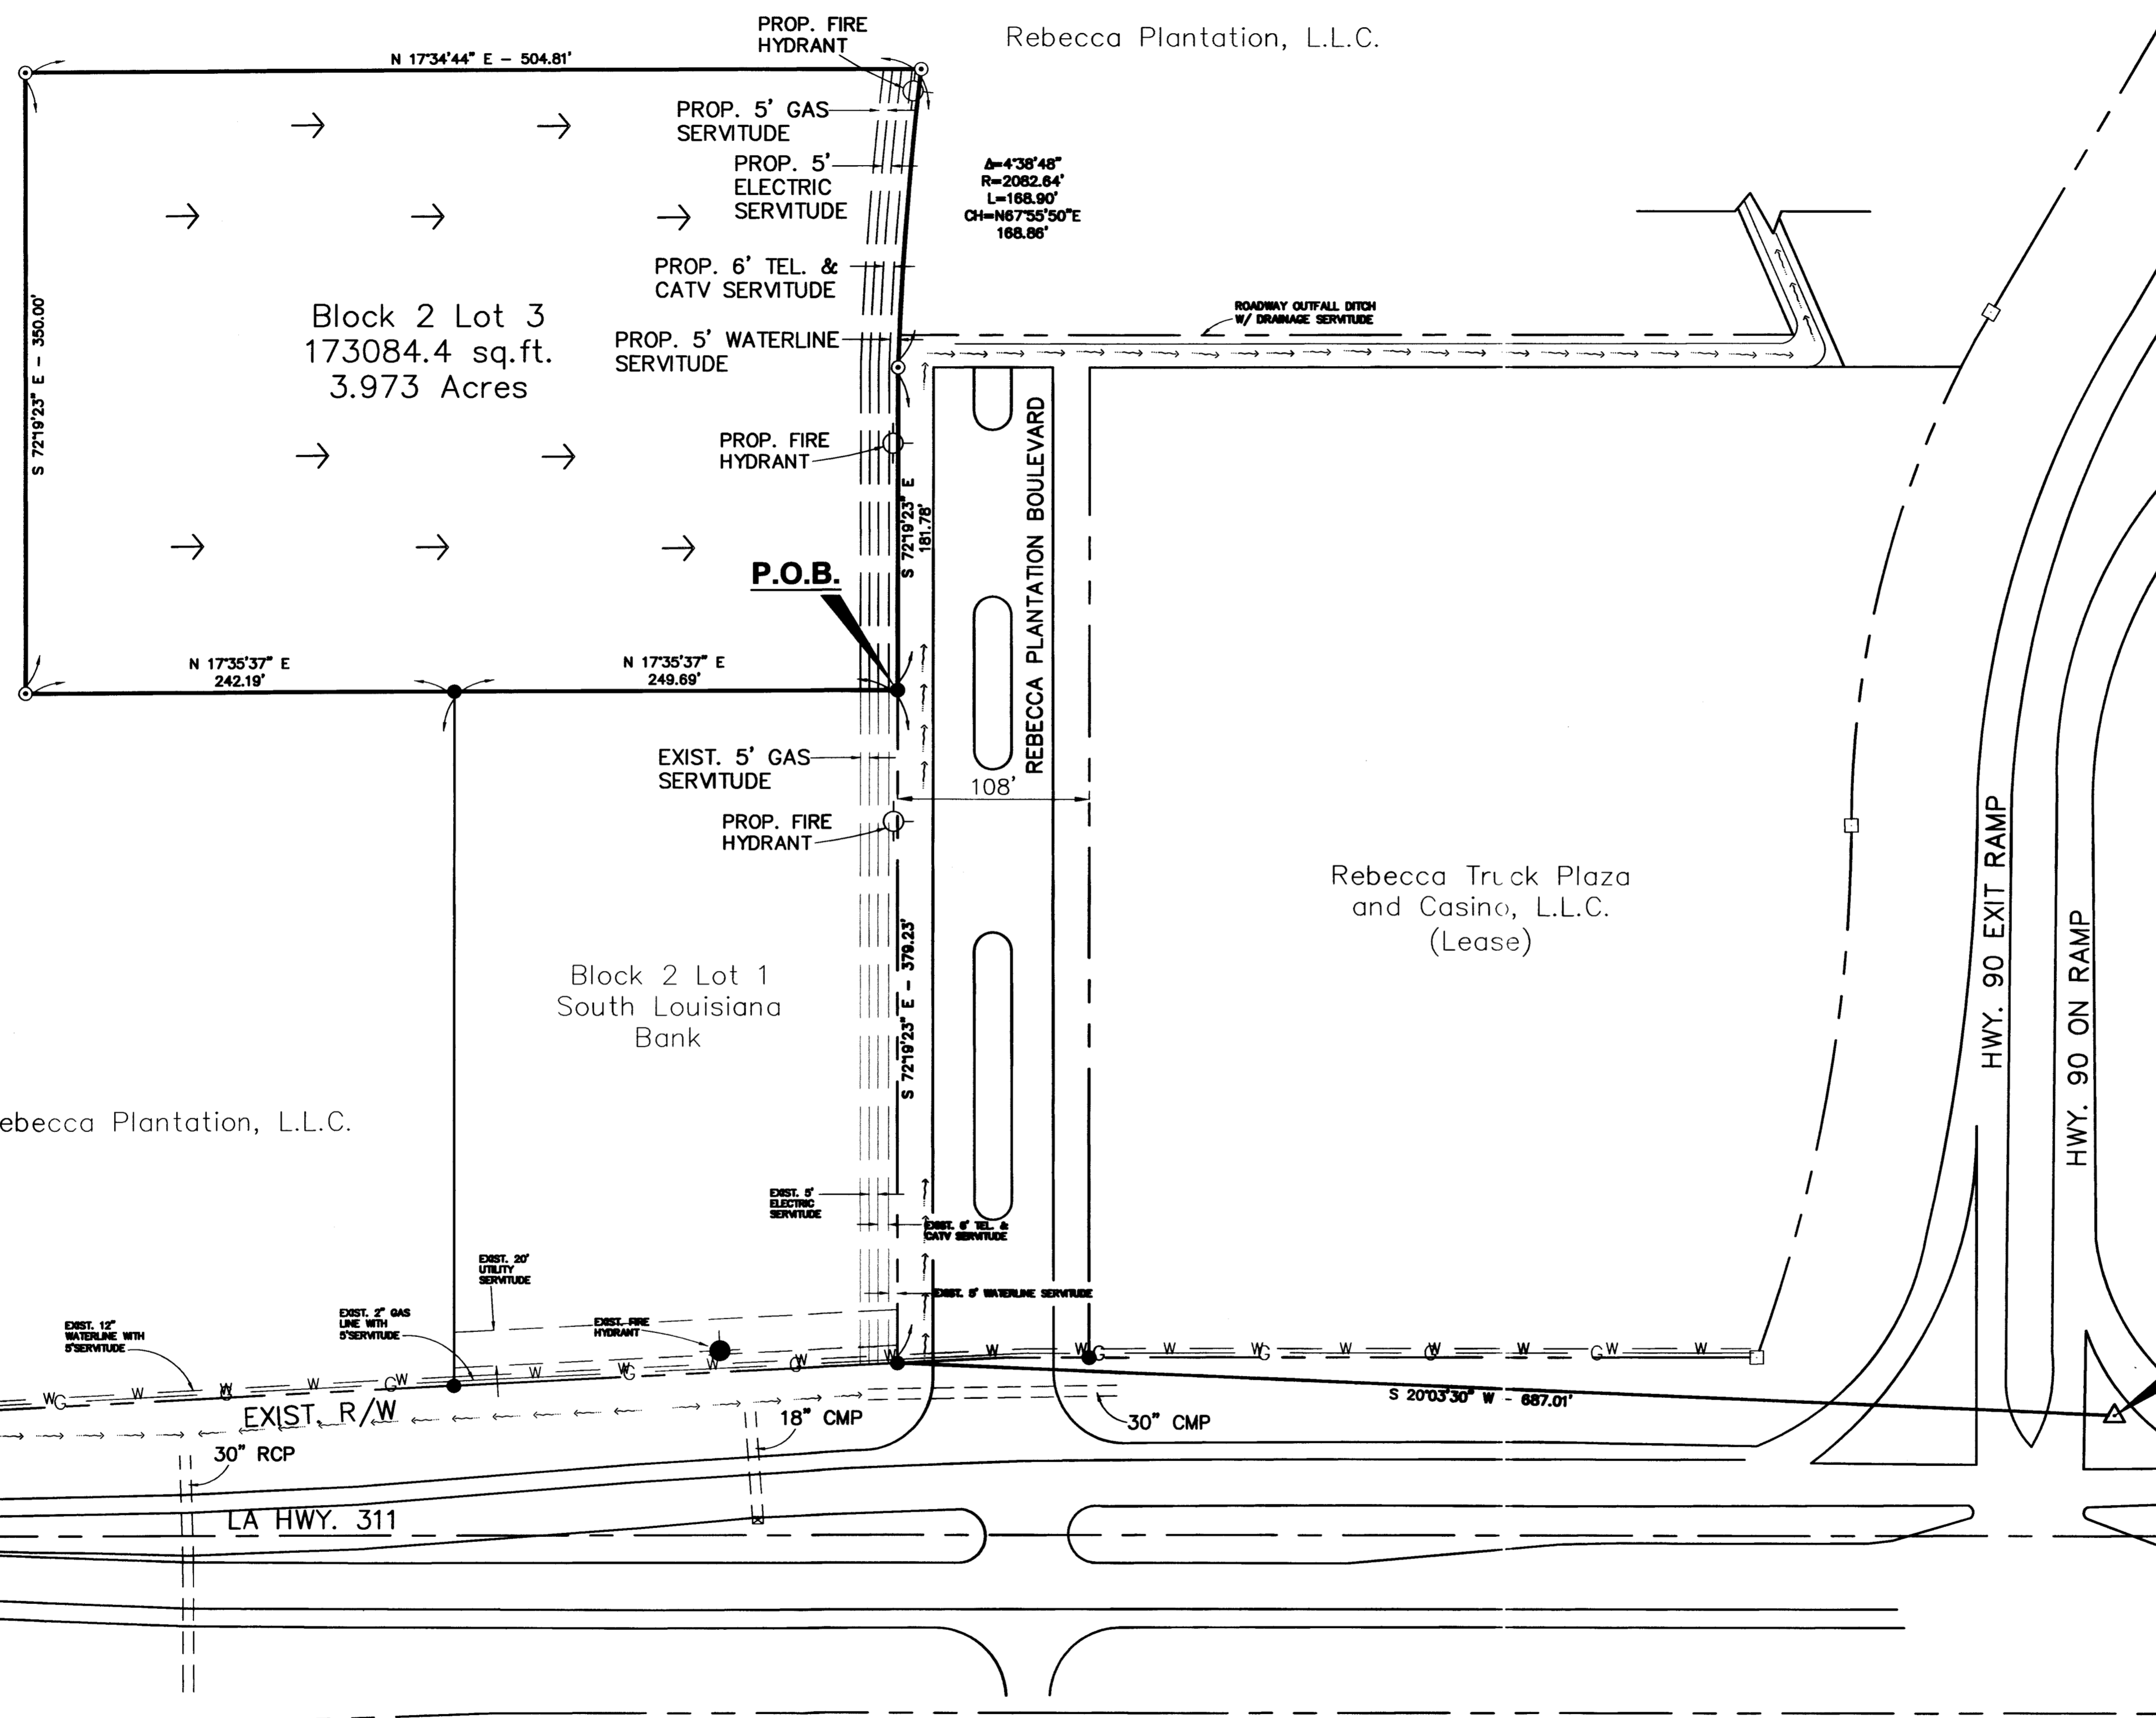 PROP. FIRE
HYDRANT
Rebecca Plantation, L.L.C.
N 17°34'44" E - 504.81'
PROP. 5' GAS
SERVITUDE
PROP. 5'
ELECTRIC
SERVITUDE
Δ=4°38'48"
R=2082.64'
L=168.90'
CH=N67°55'50"E
168.86'
PROP. 6' TEL. &
CATV SERVITUDE
S 72°19'23" E - 350.00'
Block 2 Lot 3
173084.4 sq.ft.
3.973 Acres
PROP. 5' WATERLINE
SERVITUDE
ROADWAY OUTFALL DITCH
W/ DRAINAGE SERVITUDE
PROP. FIRE
HYDRANT
S 72°19'23" E
181.78'
REBECCA PLANTATION BOULEVARD
P.O.B.
N 17°35'37" E
242.19'
N 17°35'37" E
249.69'
EXIST. 5' GAS
SERVITUDE
108'
PROP. FIRE
HYDRANT
Rebecca Truck Plaza
and Casino, L.L.C.
(Lease)
HWY. 90 EXIT RAMP
HWY. 90 ON RAMP
Block 2 Lot 1
South Louisiana
Bank
S 72°19'23" E - 379.23'
ebecca Plantation, L.L.C.
EXIST. 5'
ELECTRIC
SERVITUDE
EXIST. 6' TEL. &
CATV SERVITUDE
EXIST. 20'
UTILITY
SERVITUDE
EXIST. 5' WATERLINE SERVITUDE
EXIST. 12"
WATERLINE WITH
5'SERVITUDE
EXIST. 2" GAS
LINE WITH
5'SERVITUDE
EXIST. FIRE
HYDRANT
W G W G W G W W G W G W W W G W G W G W W
S 20°03'30" W - 687.01'
EXIST. R/W
18" CMP
30" CMP
30" RCP
LA HWY. 311